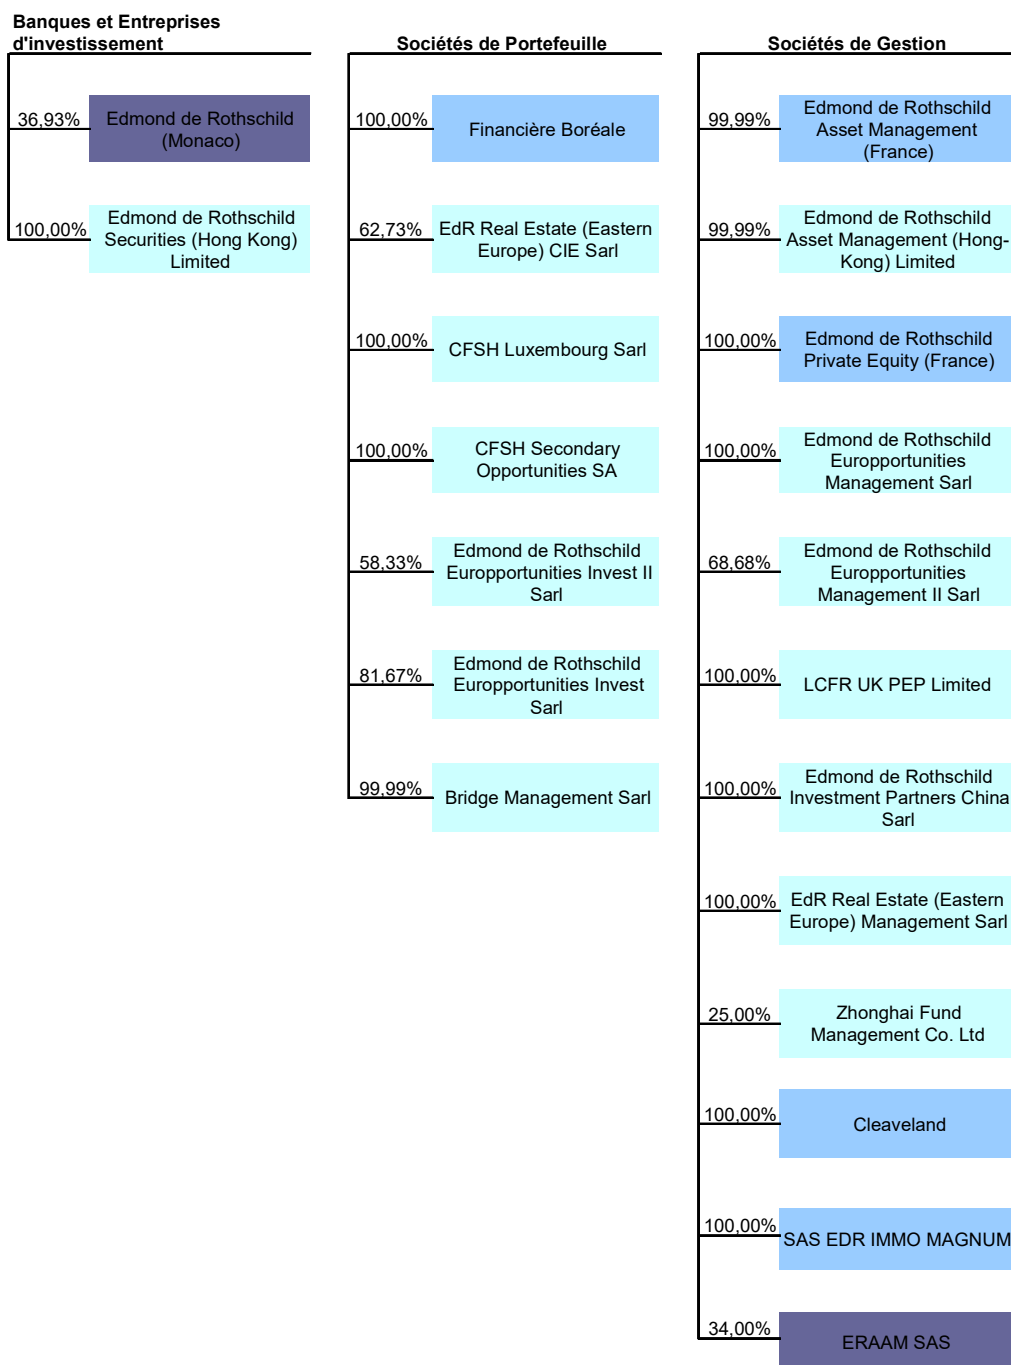 Banques et Entreprises
d'investissement
36,93%
Edmond de Rothschild
(Monaco)
100,00%
Edmond de Rothschild
Securities (Hong Kong)
Limited
Sociétés de Portefeuille
100,00%
Financière Boréale
62,73%
EdR Real Estate (Eastern
Europe) CIE Sarl
100,00%
CFSH Luxembourg Sarl
100,00%
CFSH Secondary
Opportunities SA
58,33%
Edmond de Rothschild
Europportunities Invest II
Sarl
81,67%
Edmond de Rothschild
Europportunities Invest
Sarl
99,99%
Bridge Management Sarl
Sociétés de Gestion
99,99%
Edmond de Rothschild
Asset Management
(France)
99,99%
Edmond de Rothschild
Asset Management (Hong-
Kong) Limited
100,00%
Edmond de Rothschild
Private Equity (France)
100,00%
Edmond de Rothschild
Europportunities
Management Sarl
68,68%
Edmond de Rothschild
Europportunities
Management II Sarl
100,00%
LCFR UK PEP Limited
100,00%
Edmond de Rothschild
Investment Partners China
Sarl
100,00%
EdR Real Estate (Eastern
Europe) Management Sarl
25,00%
Zhonghai Fund
Management Co. Ltd
100,00%
Cleaveland
100,00%
SAS EDR IMMO MAGNUM
34,00%
ERAAM SAS